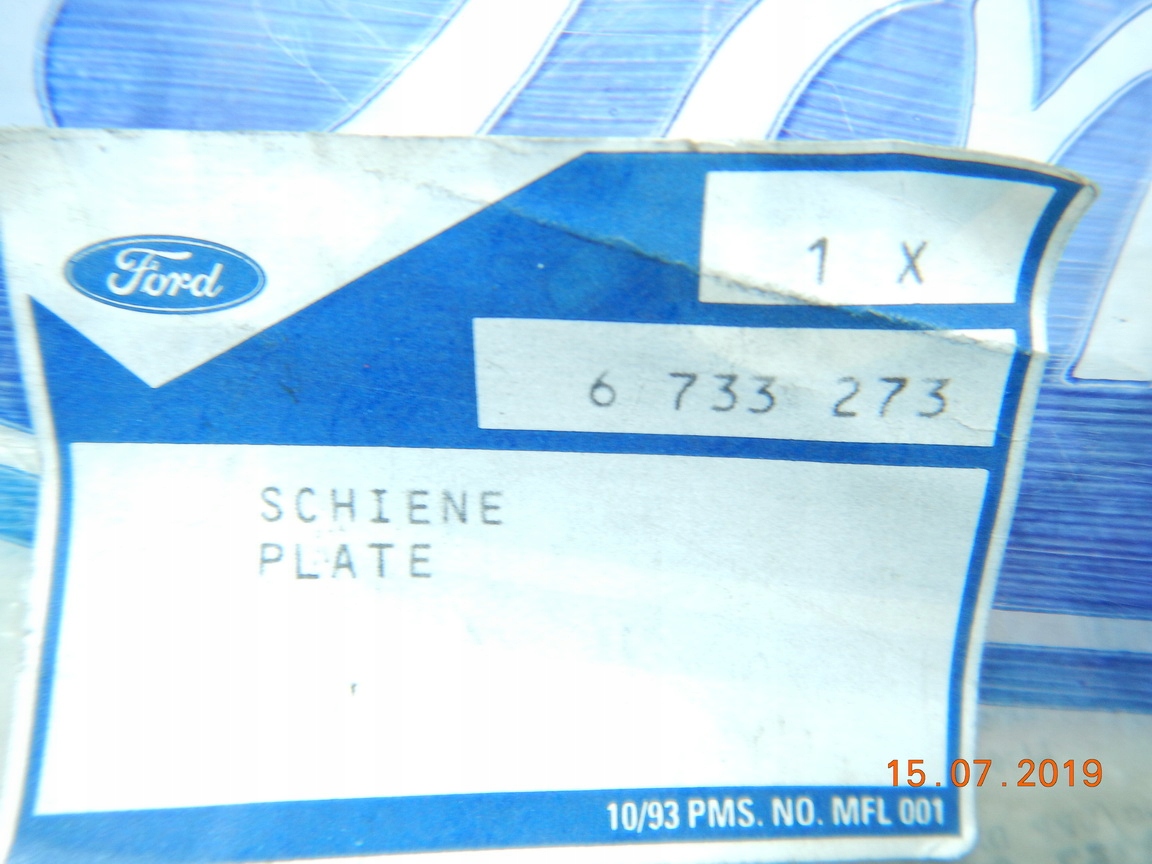 Ford
1 X
6 733 273
SCHIENE
PLATE
15.07.2019
10/93 PMS. NO. MFL 001